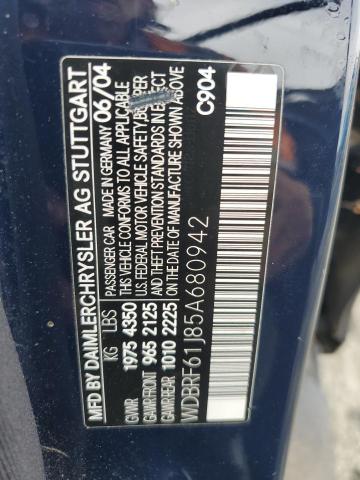 MFD BY DAIMLERCHRYSLER AG STUTTGART
PASSENGER CAR MADE IN GERMANY 06/04
KG LBS THIS VEHICLE CONFORMS TO ALL APPLICABLE
GVWR 1975 4350 U.S. FEDERAL MOTOR VEHICLE SAFETY BUMPER
GAWR FRONT 965 2125 AND THEFT PREVENTION STANDARDS IN EFFECT
GAWR REAR 1010 2225 ON THE DATE OF MANUFACTURE SHOWN ABOVE
WDBRF61J85A680942 C904